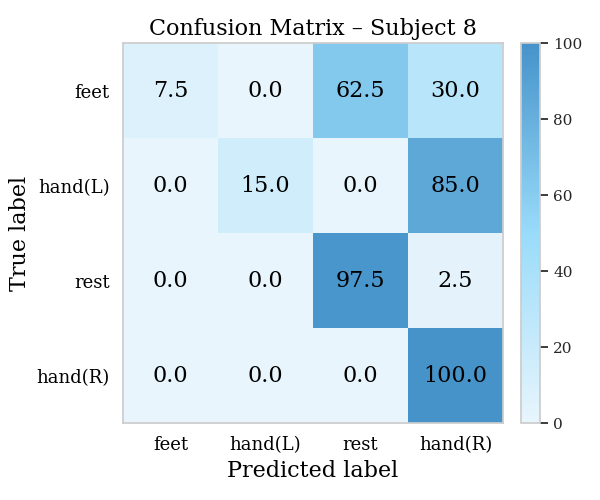 Confusion Matrix – Subject 8
True label
feet 7.5 0.0 62.5 30.0
hand(L) 0.0 15.0 0.0 85.0
rest 0.0 0.0 97.5 2.5
hand(R) 0.0 0.0 0.0 100.0
feet hand(L) rest hand(R)
Predicted label
100
80
60
40
20
0